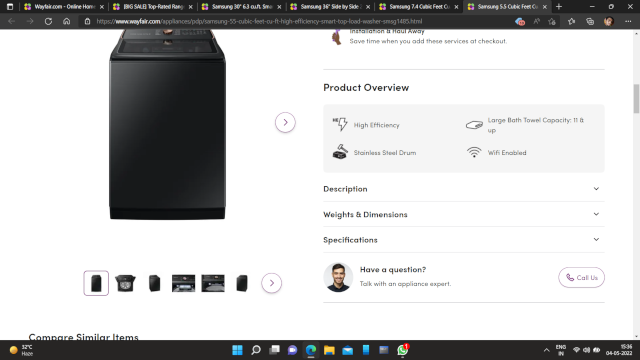 Wayfair.com - Online Home
[BIG SALE] Top-Rated Rang
Samsung 30" 6.3 cu.ft. Smar
Samsung 36" Side by Side
Samsung 7.4 Cubic Feet Cu
Samsung 5.5 Cubic Feet Cu
https://www.wayfair.com/appliances/pdp/samsung-55-cubic-feet-cu-ft-high-efficiency-smart-top-load-washer-smsg1485.html
Installation & Haul Away
Save time when you add these services at checkout.
Product Overview
HE
High Efficiency
Large Bath Towel Capacity: 11 &
up
Stainless Steel Drum
Wifi Enabled
Description
Weights & Dimensions
Specifications
Have a question?
Talk with an appliance expert.
Call Us
Compare Similar Items
32°C
Haze
ENG
IN
15:36
04-05-2022